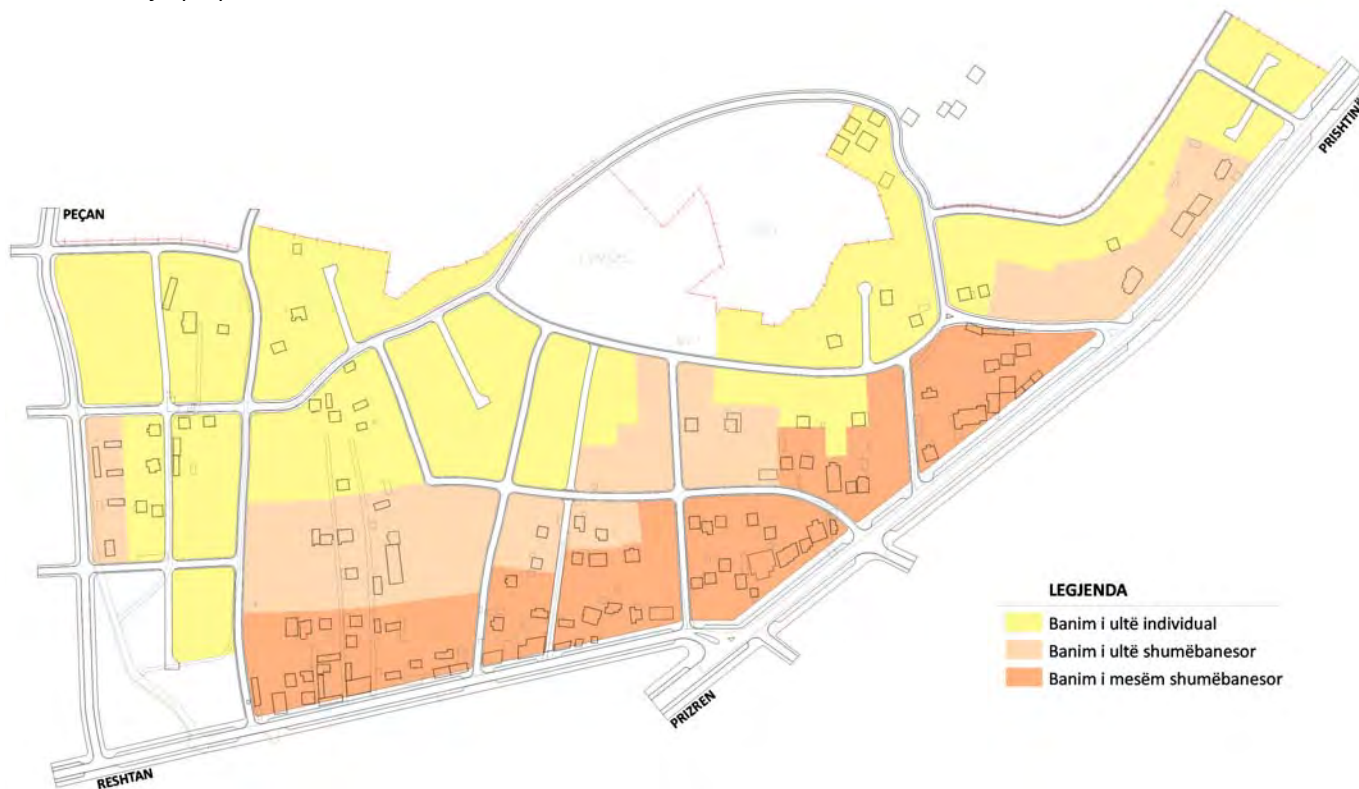 PEÇAN
PRISHTINË
LEGJENDA
Banim i ultë individual
Banim i ultë shumëbanesor
Banim i mesëm shumëbanesor
PRIZREN
RESHTAN